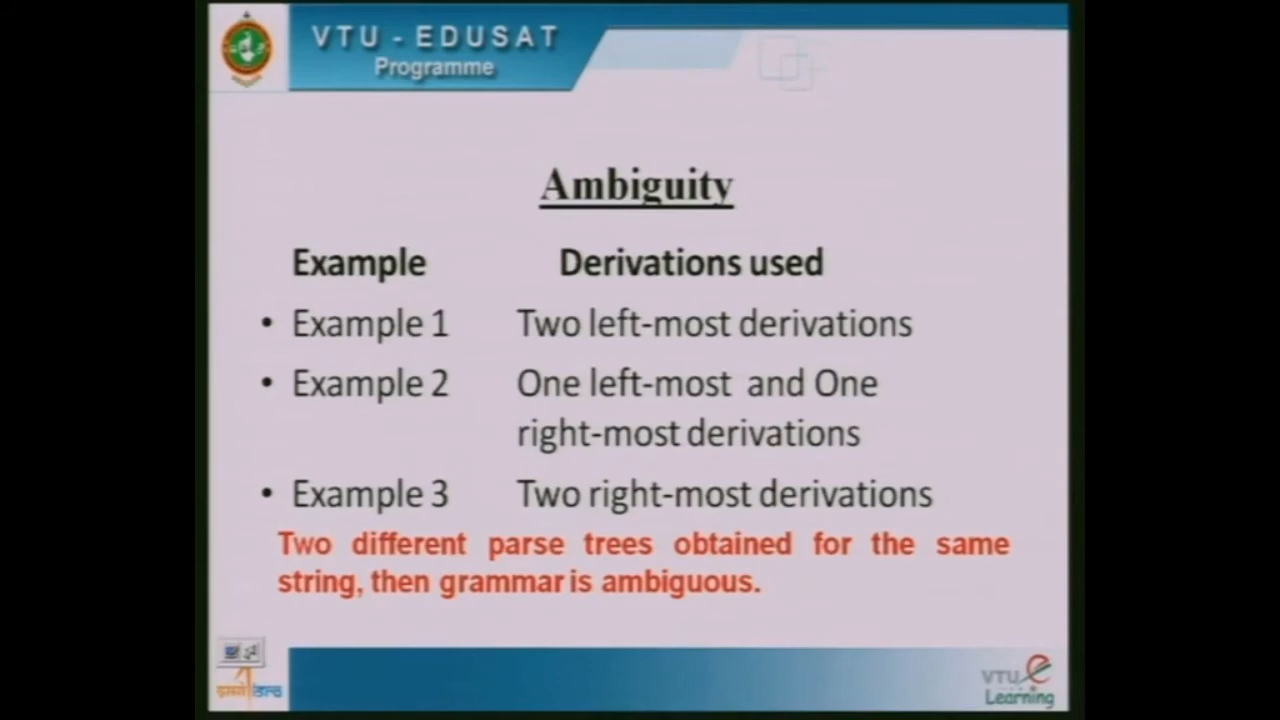 VTU - EDUSAT
Programme
Ambiguity
Example Derivations used
• Example 1 Two left-most derivations
• Example 2 One left-most and One
right-most derivations
• Example 3 Two right-most derivations
Two different parse trees obtained for the same
string, then grammar is ambiguous.
VTU e
Learning